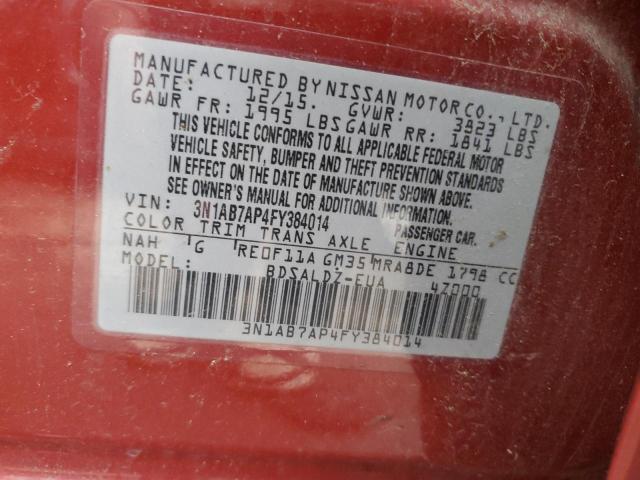 MANUFACTURED BY NISSAN MOTOR CO., LTD.
DATE: 12/15. GVWR: 3923 LBS
GAWR FR: 1995 LBS GAWR RR: 1841 LBS
THIS VEHICLE CONFORMS TO ALL APPLICABLE FEDERAL MOTOR
VEHICLE SAFETY, BUMPER AND THEFT PREVENTION STANDARDS
IN EFFECT ON THE DATE OF MANUFACTURE SHOWN ABOVE.
SEE OWNER'S MANUAL FOR ADDITIONAL INFORMATION.
VIN: 3N1AB7AP4FY384014 PASSENGER CAR.
COLOR TRIM TRANS AXLE ENGINE
NAH G RE0F11A GM35 MRA8DE 1798 CC
MODEL: BDSALDZ-EUA 4Z000
3N1AB7AP4FY384014